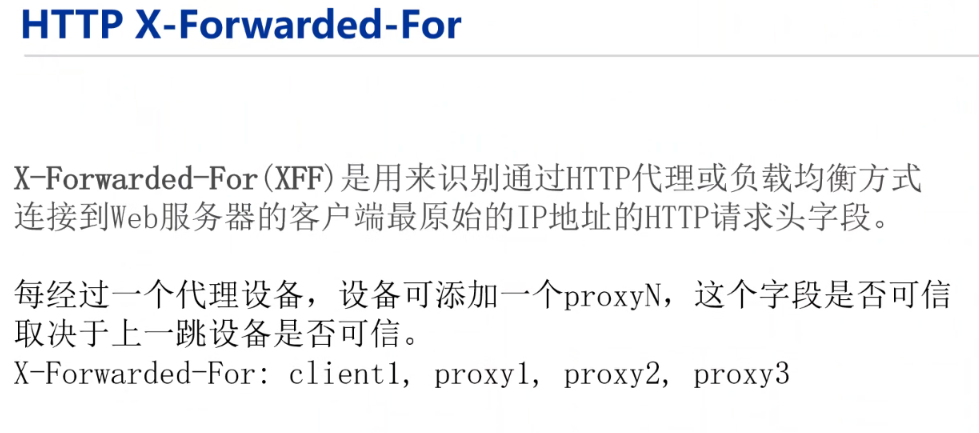 HTTP X-Forwarded-For
X-Forwarded-For(XFF)是用来识别通过HTTP代理或负载均衡方式
连接到Web服务器的客户端最原始的IP地址的HTTP请求头字段。
每经过一个代理设备，设备可添加一个proxyN，这个字段是否可信
取决于上一跳设备是否可信。
X-Forwarded-For: client1, proxy1, proxy2, proxy3